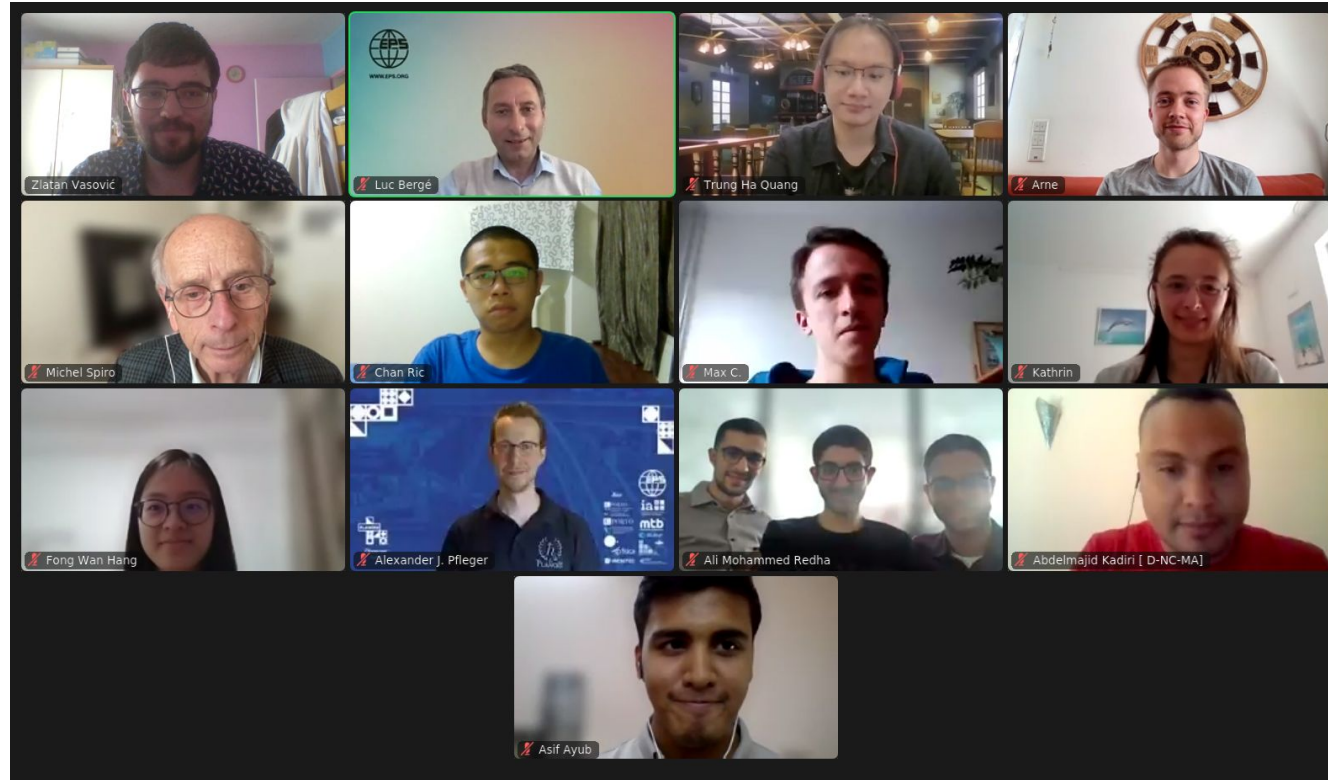 EPS
WWW.EPS.ORG
Zlatan Vasović
Luc Bergé
Trung Ha Quang
Arne
Michel Spiro
Chan Ric
Max C.
Kathrin
EPS
mtb
Fong Wan Hang
Alexander J. Pfleger
Ali Mohammed Redha
Abdelmajid Kadiri [ D-NC-MA]
Asif Ayub